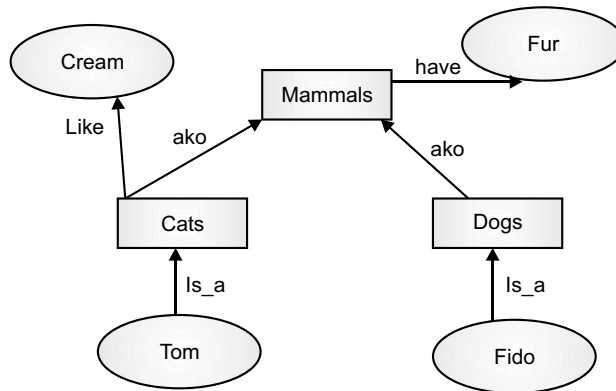 Fur
Cream
have
Mammals
Like
ako
ako
Cats
Dogs
Is_a
Is_a
Tom
Fido